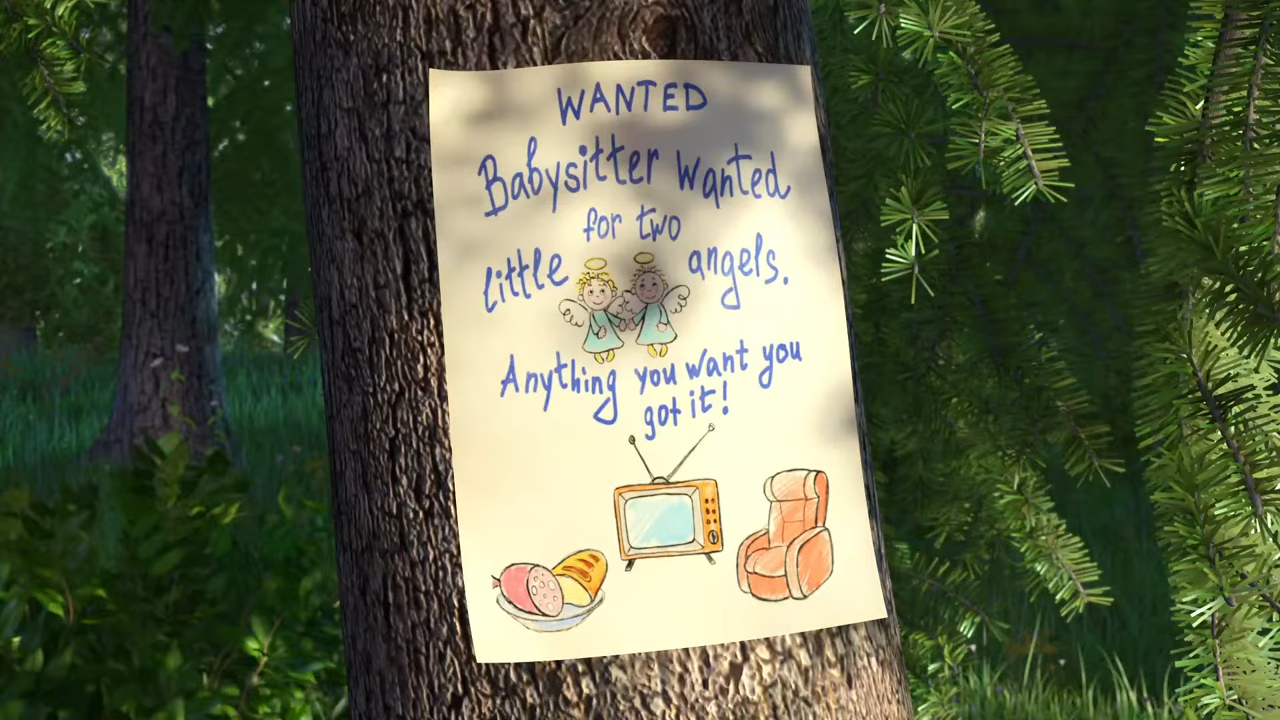 WANTED
Babysitter Wanted
for two
little angels.
Anything you want you
got it!